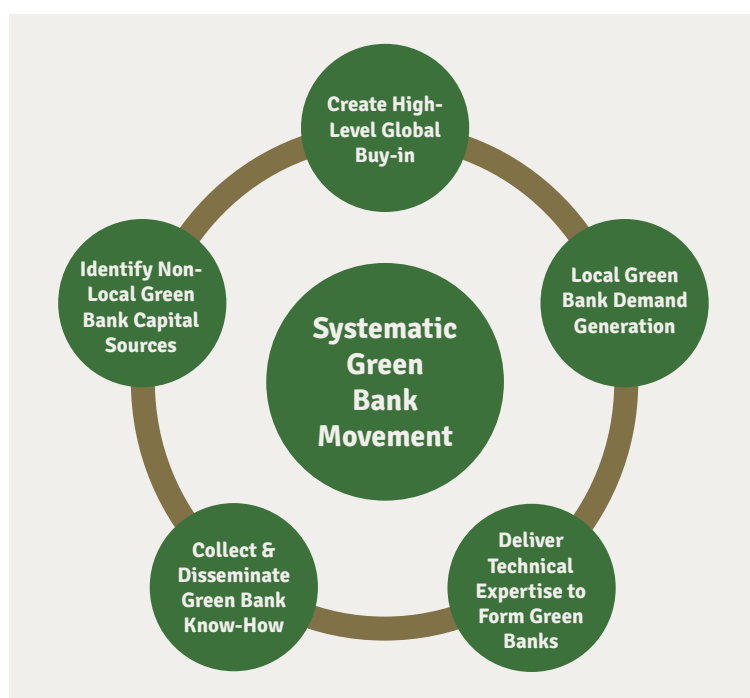 Create High-
Level Global
Buy-in
Local Green
Bank Demand
Generation
Deliver
Technical
Expertise to
Form Green
Banks
Collect &
Disseminate
Green Bank
Know-How
Identify Non-
Local Green
Bank Capital
Sources
Systematic
Green
Bank
Movement